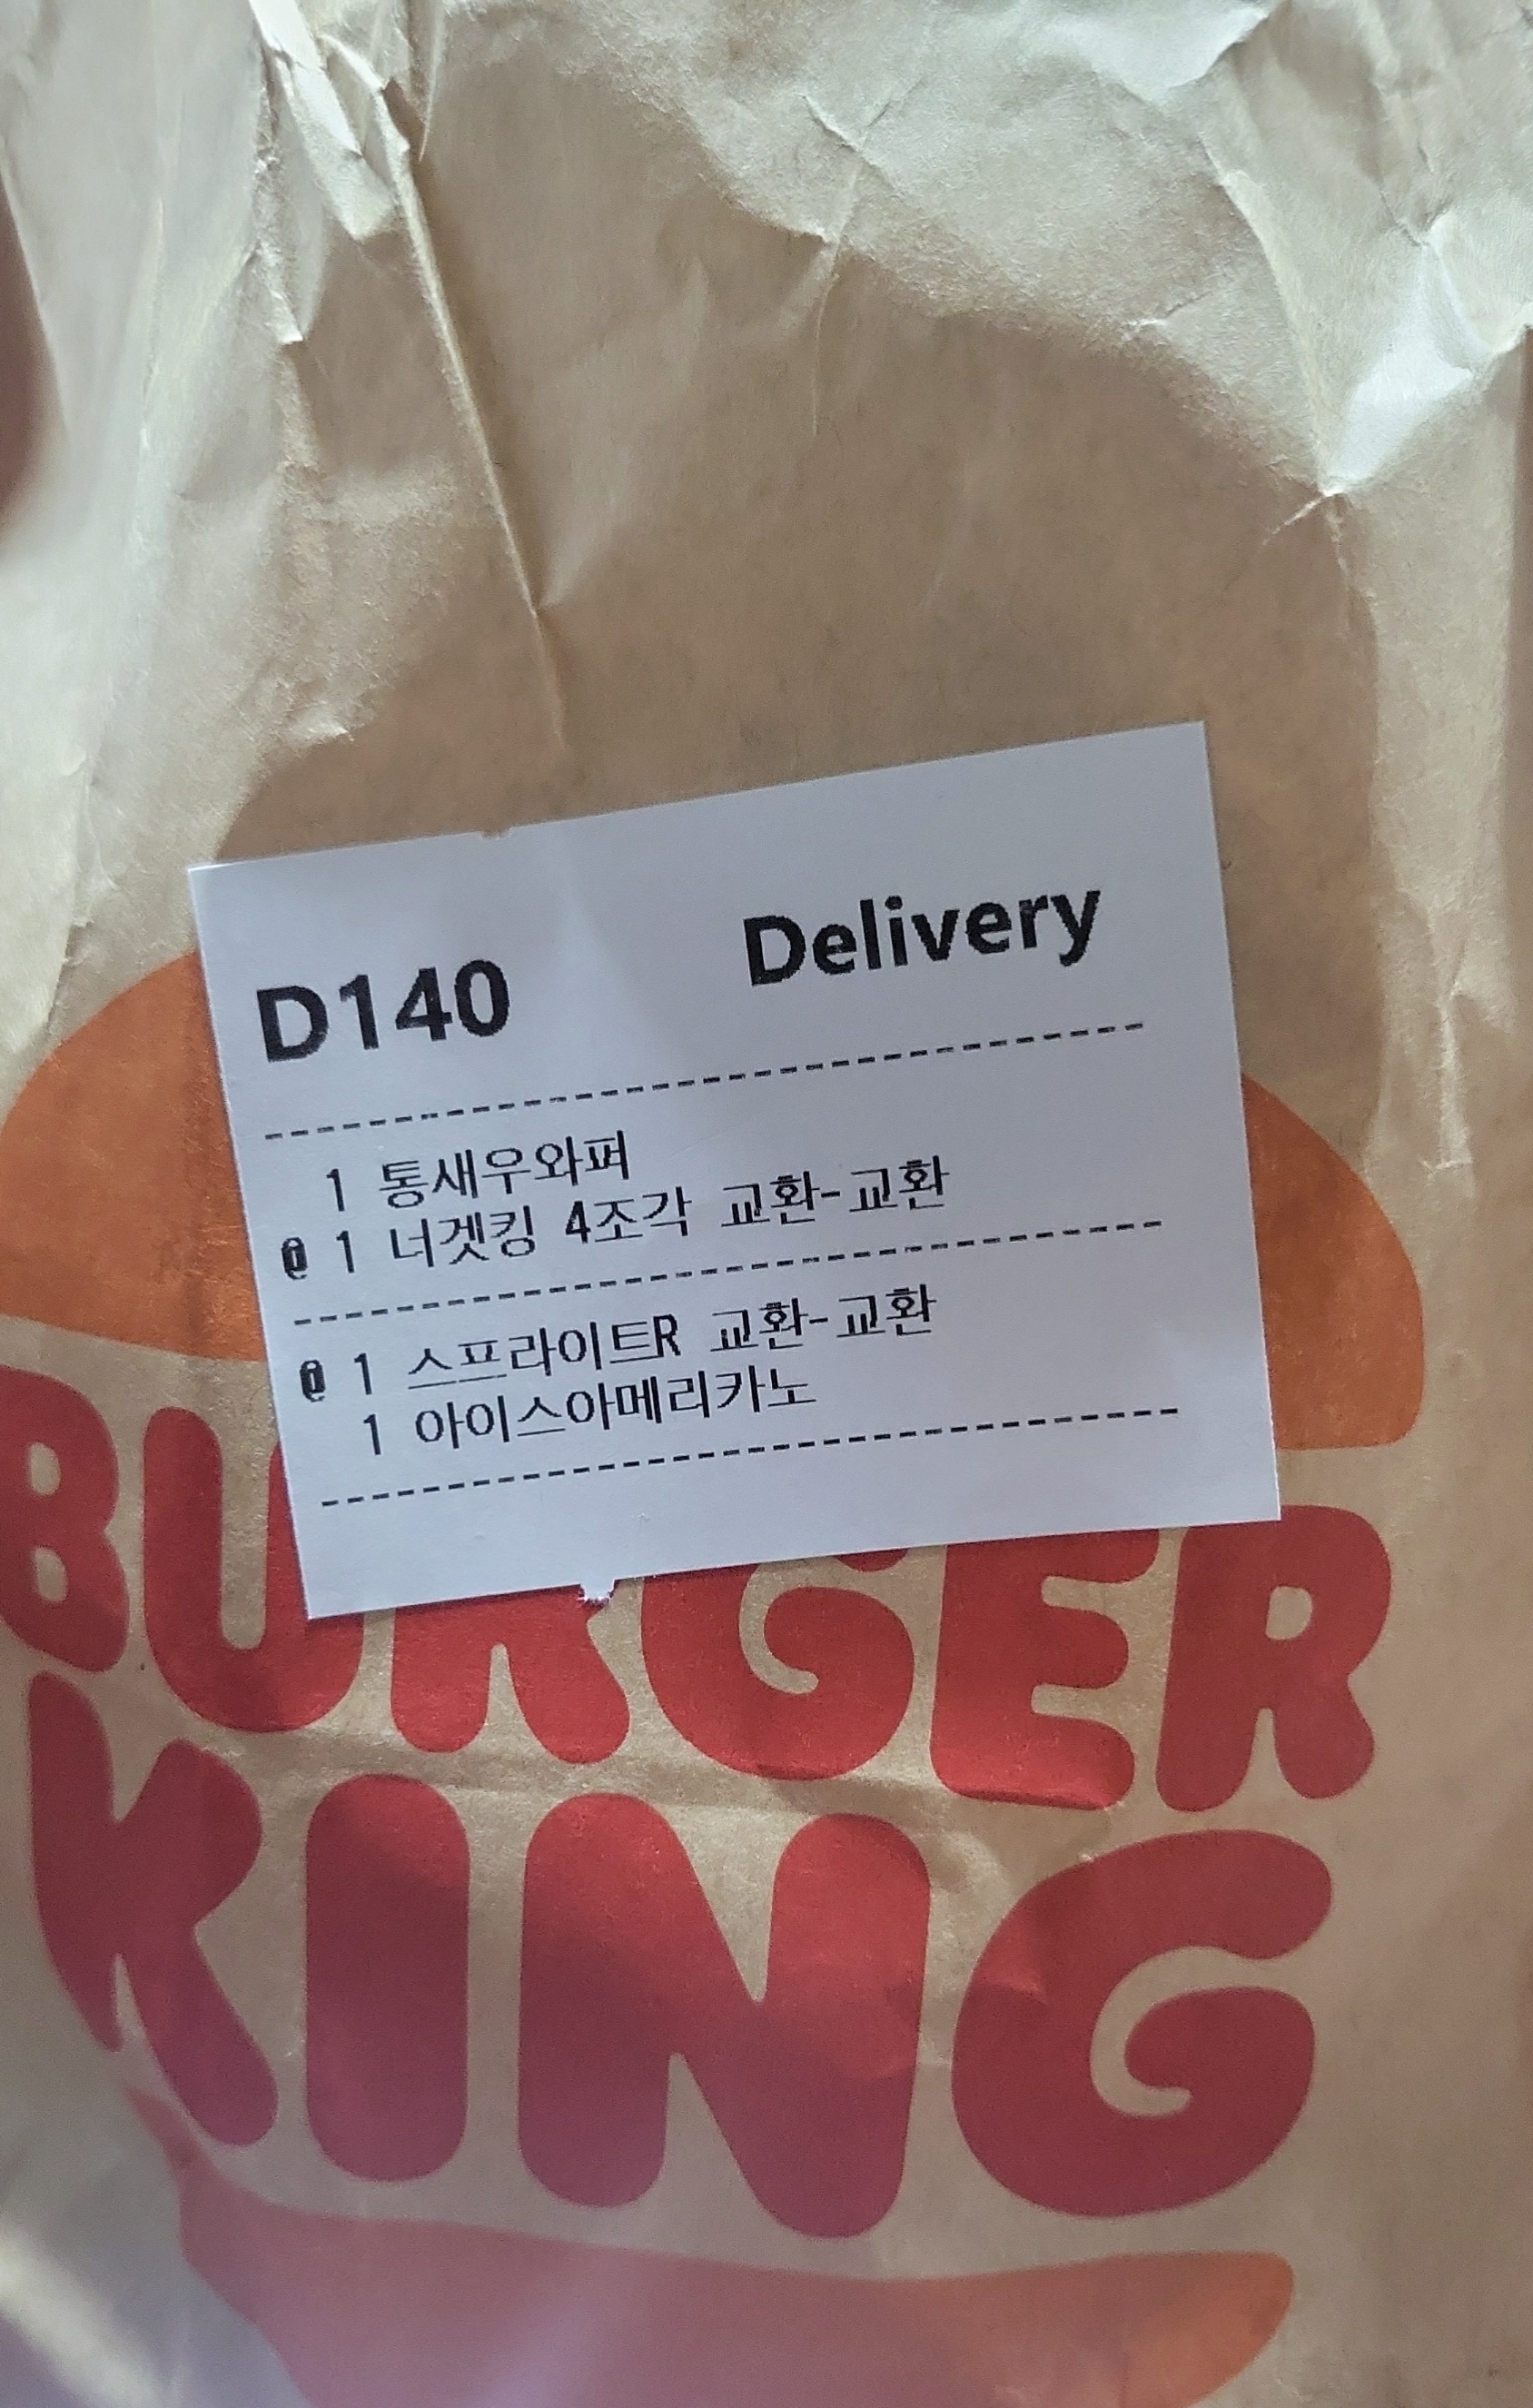 D140 Delivery
1 통새우와퍼
@ 1 너겟킹 4조각 교환-교환
@ 1 스프라이트R 교환-교환
1 아이스아메리카노
BURGER
KING